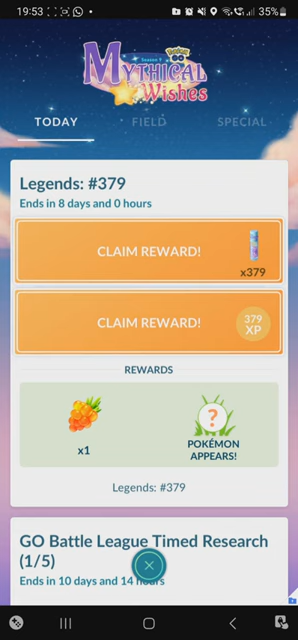 19:53
35%
Season 9
Pokémon GO
MYTHICAL
Wishes
TODAY FIELD SPECIAL
Legends: #379
Ends in 8 days and 0 hours
CLAIM REWARD!
x379
CLAIM REWARD!
379
XP
REWARDS
x1
?
POKÉMON
APPEARS!
Legends: #379
GO Battle League Timed Research
(1/5)
Ends in 10 days and 14 hours